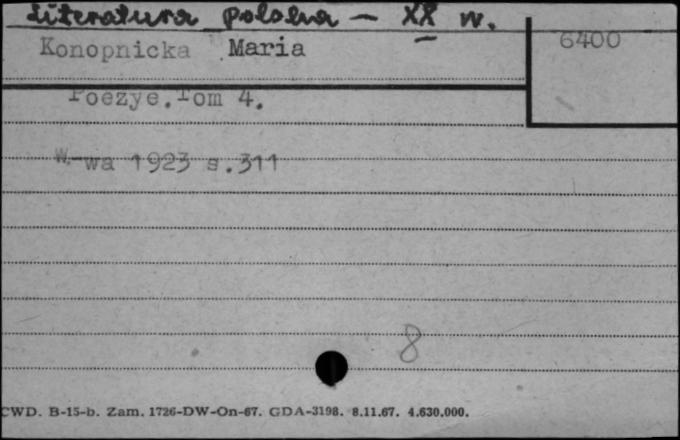 Literatura polska — XX w.
Konopnicka Maria
6400
Poezye. Tom 4.
W.-wa 1923 s.311
8
CWD. B-15-b. Zam. 1726-DW-On-67. GDA-3198. 8.11.67. 4.630.000.